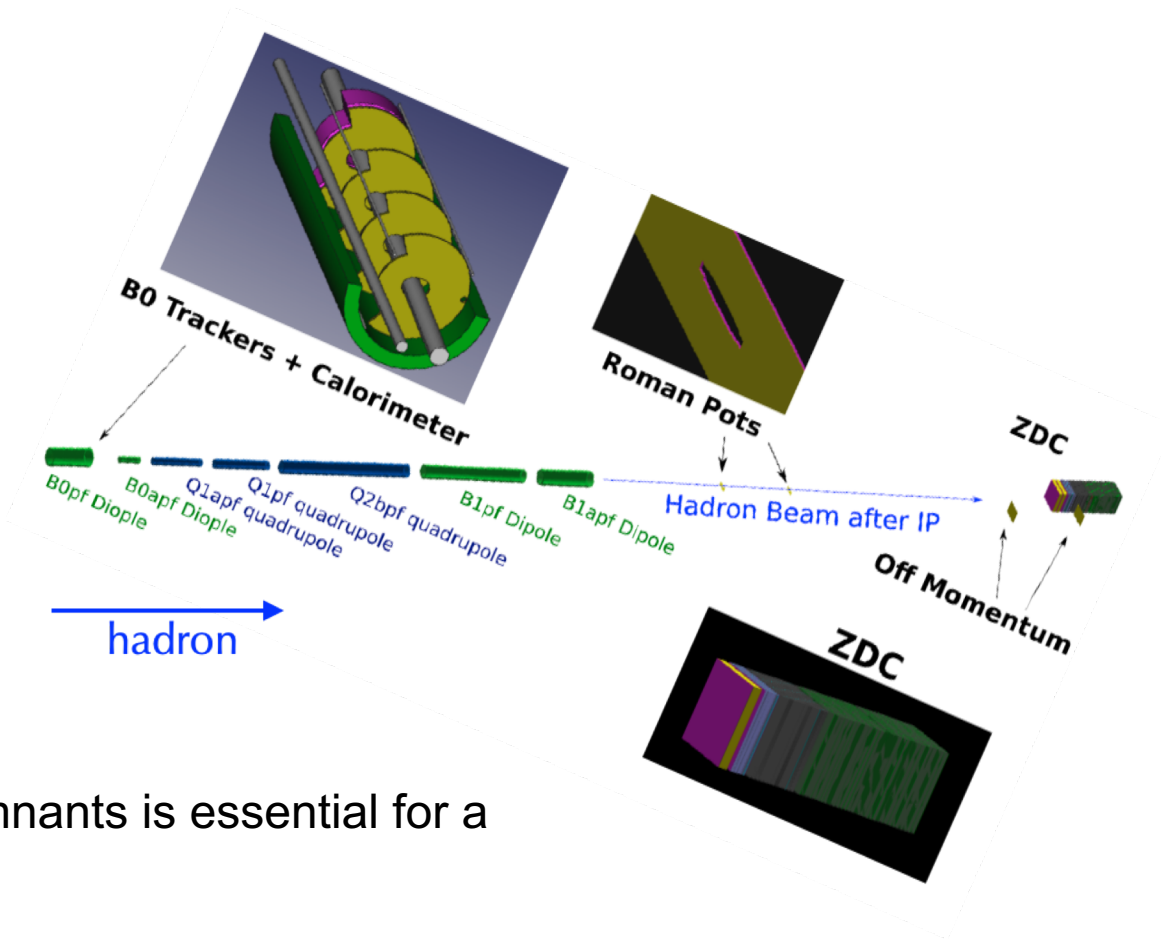 B0 Trackers + Calorimeter
Roman Pots
ZDC
B0pf Diople
B0apf Diople
Q1apf quadrupole
Q1pf quadrupole
Q2bpf quadrupole
B1pf Dipole
B1apf Dipole
Hadron Beam after IP
Off Momentum
hadron
ZDC
nnants is essential for a